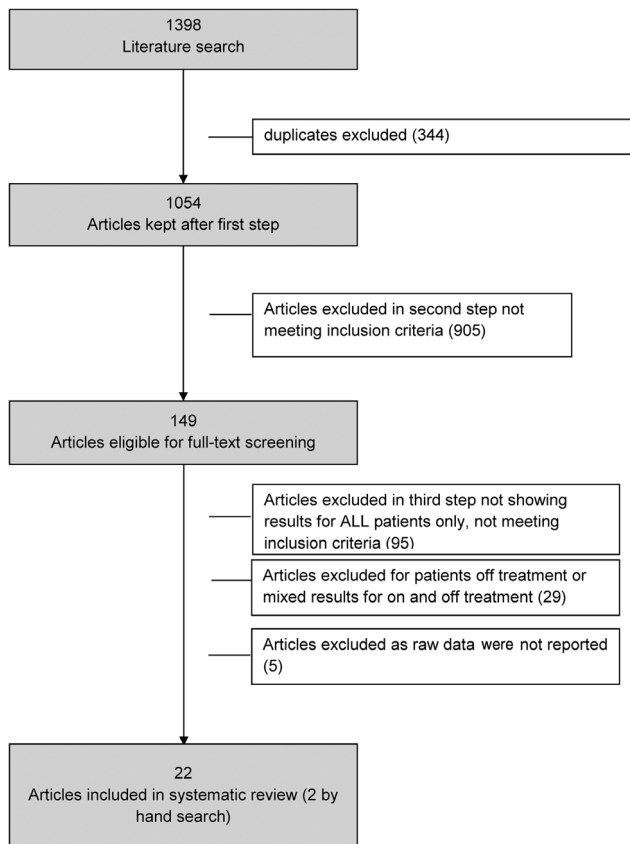 1398
Literature search
duplicates excluded (344)
1054
Articles kept after first step
Articles excluded in second step not
meeting inclusion criteria (905)
149
Articles eligible for full-text screening
Articles excluded in third step not showing
results for ALL patients only, not meeting
inclusion criteria (95)
Articles excluded for patients off treatment or
mixed results for on and off treatment (29)
Articles excluded as raw data were not reported
(5)
22
Articles included in systematic review (2 by
hand search)